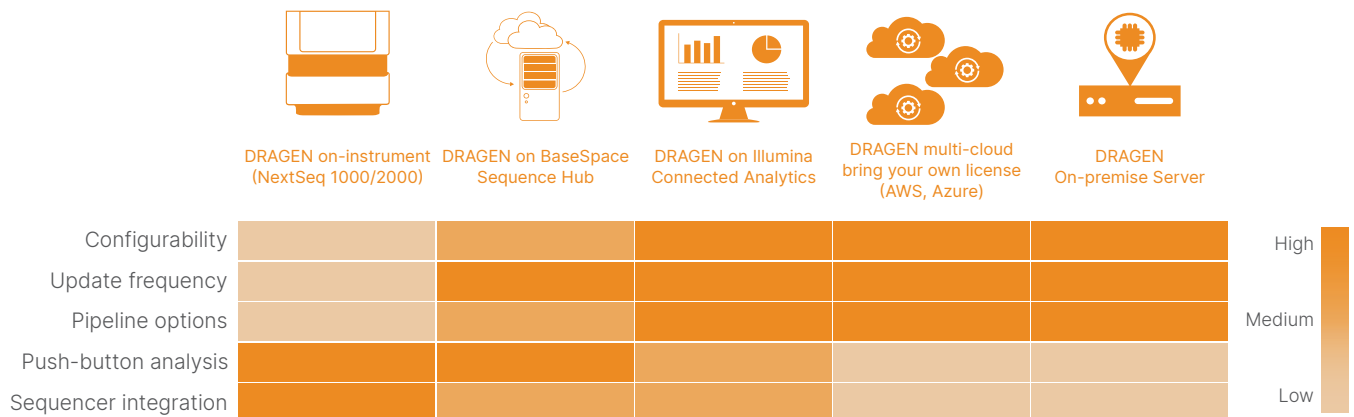 DRAGEN on-instrument
(NextSeq 1000/2000)
DRAGEN on BaseSpace
Sequence Hub
DRAGEN on Illumina
Connected Analytics
DRAGEN multi-cloud
bring your own license
(AWS, Azure)
DRAGEN
On-premise Server
Configurability
Update frequency
Pipeline options
Push-button analysis
Sequencer integration
High
Medium
Low